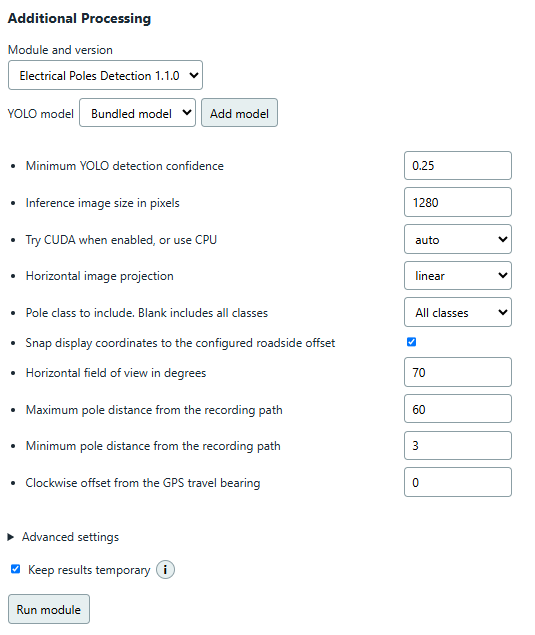 Additional Processing
Module and version
Electrical Poles Detection 1.1.0
YOLO model Bundled model Add model
Minimum YOLO detection confidence 0.25
Inference image size in pixels 1280
Try CUDA when enabled, or use CPU auto
Horizontal image projection linear
Pole class to include. Blank includes all classes All classes
Snap display coordinates to the configured roadside offset
Horizontal field of view in degrees 70
Maximum pole distance from the recording path 60
Minimum pole distance from the recording path 3
Clockwise offset from the GPS travel bearing 0
Advanced settings
Keep results temporary i
Run module